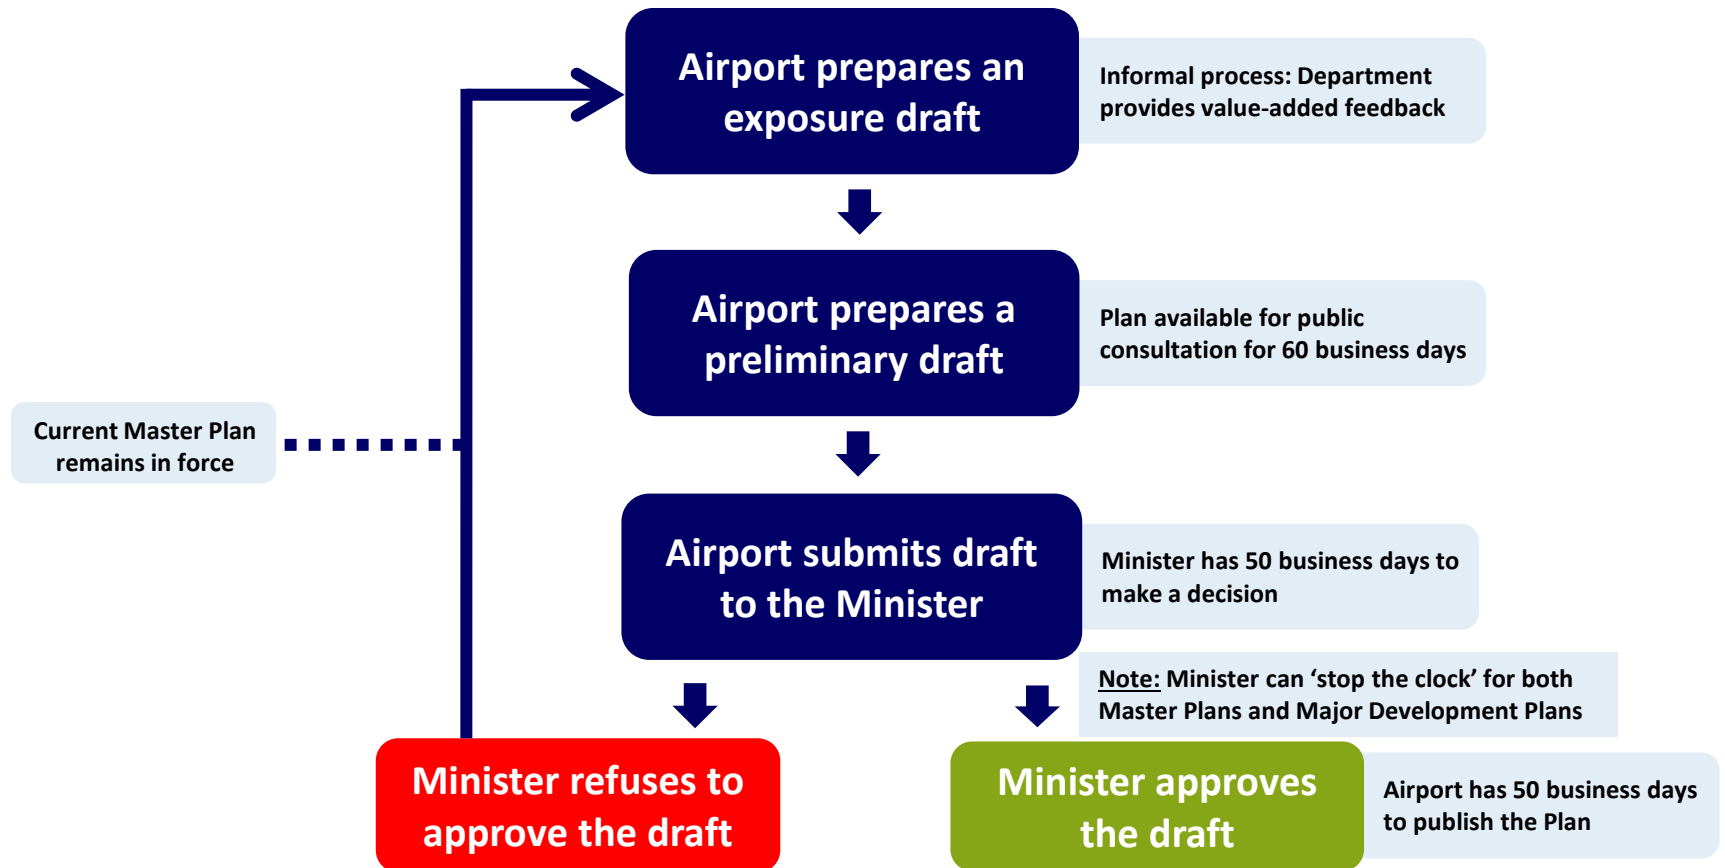 Airport prepares an
exposure draft
Informal process: Department
provides value-added feedback
Airport prepares a
preliminary draft
Plan available for public
consultation for 60 business days
Current Master Plan
remains in force
Airport submits draft
to the Minister
Minister has 50 business days to
make a decision
Note: Minister can ‘stop the clock’ for both
Master Plans and Major Development Plans
Minister refuses to
approve the draft
Minister approves
the draft
Airport has 50 business days
to publish the Plan